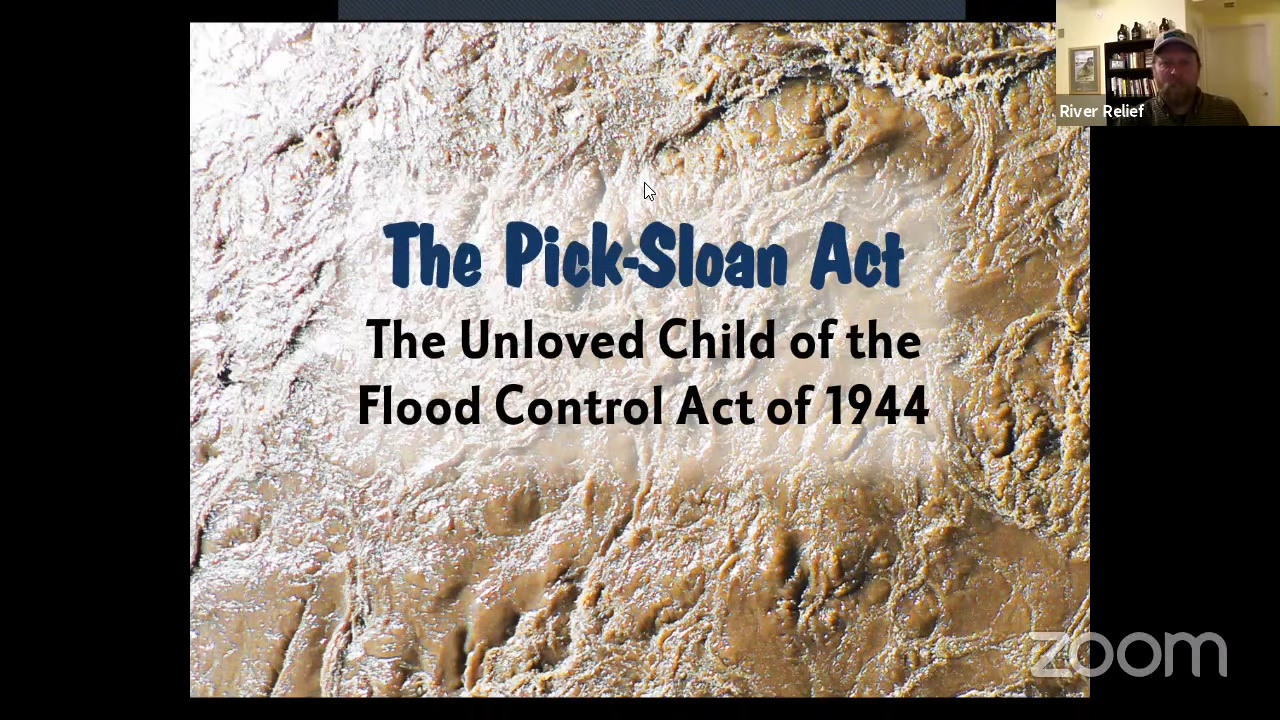 River Relief
The Pick-Sloan Act
The Unloved Child of the
Flood Control Act of 1944
zoom